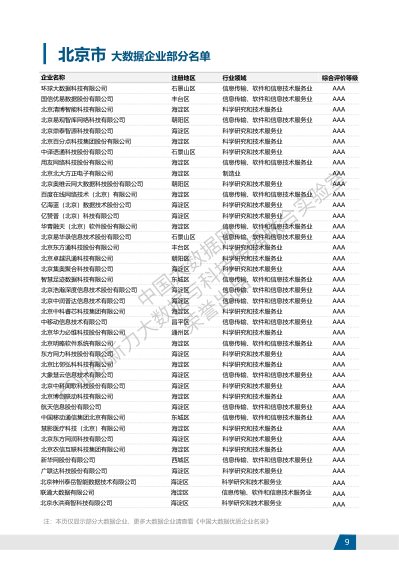 北京市 大数据企业部分名单
企业名称 注册地区 行业领域 综合评价等级
环球大数据科技有限公司 石景山区 信息传输、软件和信息技术服务业 AAA
国信优易数据股份有限公司 丰台区 信息传输、软件和信息技术服务业 AAA
北京清博智能科技有限公司 海淀区 科学研究和技术服务业 AAA
北京易观智库网络科技有限公司 朝阳区 信息传输、软件和信息技术服务业 AAA
北京崇泰智源科技有限公司 海淀区 科学研究和技术服务业 AAA
北京百分点科技集团股份有限公司 海淀区 科学研究和技术服务业 AAA
中译语通科技股份有限公司 石景山区 科学研究和技术服务业 AAA
用友网络科技股份有限公司 海淀区 信息传输、软件和信息技术服务业 AAA
北京北大方正电子有限公司 海淀区 制造业 AAA
北京奥维云网大数据科技股份有限公司 朝阳区 科学研究和技术服务业 AAA
百度在线网络技术（北京）有限公司 海淀区 信息传输、软件和信息技术服务业 AAA
亿海蓝（北京）数据技术股份公司 海淀区 科学研究和技术服务业 AAA
亿赞普（北京）科技有限公司 海淀区 科学研究和技术服务业 AAA
华青融天（北京）软件股份有限公司 海淀区 信息传输、软件和信息技术服务业 AAA
北京易华录信息技术股份有限公司 石景山区 信息传输、软件和信息技术服务业 AAA
北京东方通科技股份有限公司 丰台区 科学研究和技术服务业 AAA
北京卓越讯通科技有限公司 朝阳区 科学研究和技术服务业 AAA
北京集奥聚合科技有限公司 海淀区 科学研究和技术服务业 AAA
智慧足迹数据科技有限公司 东城区 信息传输、软件和信息技术服务业 AAA
北京浩瀚深度信息技术股份有限公司 海淀区 信息传输、软件和信息技术服务业 AAA
北京中润普达信息技术有限公司 海淀区 科学研究和技术服务业 AAA
北京中科睿芯科技集团有限公司 海淀区 科学研究和技术服务业 AAA
中移动信息技术有限公司 昌平区 信息传输、软件和信息技术服务业 AAA
北京华力必维科技股份有限公司 通州区 科学研究和技术服务业 AAA
北京明略软件系统有限公司 海淀区 信息传输、软件和信息技术服务业 AAA
东方网力科技股份有限公司 海淀区 科学研究和技术服务业 AAA
北京比邻弘科科技有限公司 海淀区 科学研究和技术服务业 AAA
大象慧云信息技术有限公司 海淀区 信息传输、软件和信息技术服务业 AAA
北京中科闻歌科技股份有限公司 海淀区 科学研究和技术服务业 AAA
北京博创联动科技有限公司 海淀区 科学研究和技术服务业 AAA
航天信息股份有限公司 海淀区 信息传输、软件和信息技术服务业 AAA
中国移动通信集团北京有限公司 东城区 信息传输、软件和信息技术服务业 AAA
慧影医疗科技（北京）有限公司 海淀区 科学研究和技术服务业 AAA
北京东方网润科技有限公司 海淀区 科学研究和技术服务业 AAA
北京农信互联科技集团有限公司 海淀区 科学研究和技术服务业 AAA
新华网股份有限公司 西城区 信息传输、软件和信息技术服务业 AAA
广联达科技股份有限公司 海淀区 科学研究和技术服务业 AAA
北京神州泰岳智能数据技术有限公司 海淀区 科学研究和技术服务业 AAA
联通大数据有限公司 海淀区 信息传输、软件和信息技术服务业 AAA
北京永洪商智科技有限公司 海淀区 科学研究和技术服务业 AAA
注：本页仅显示部分大数据企业，更多大数据企业请查看《中国大数据优质企业名录》
9